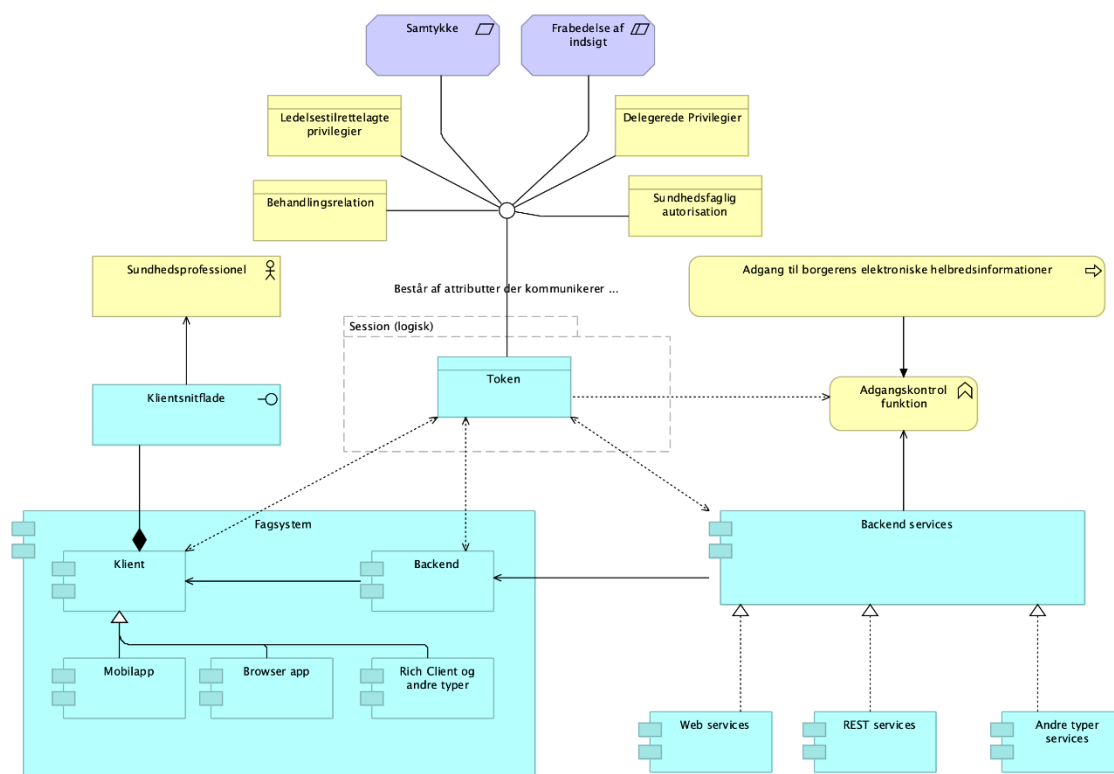 Samtykke
Frabedelse af
indsigt
Ledelsestilrettelagte
privilegier
Delegerede Privilegier
Behandlingsrelation
Sundhedsfaglig
autorisation
Sundhedsprofessionel
Adgang til borgerens elektroniske helbredsinformationer
Består af attributter der kommunikerer ...
Session (logisk)
Token
Klientsnitflade
Adgangskontrol
funktion
Fagsystem
Backend services
Klient
Backend
Mobilapp
Browser app
Rich Client og
andre typer
Web services
REST services
Andre typer
services